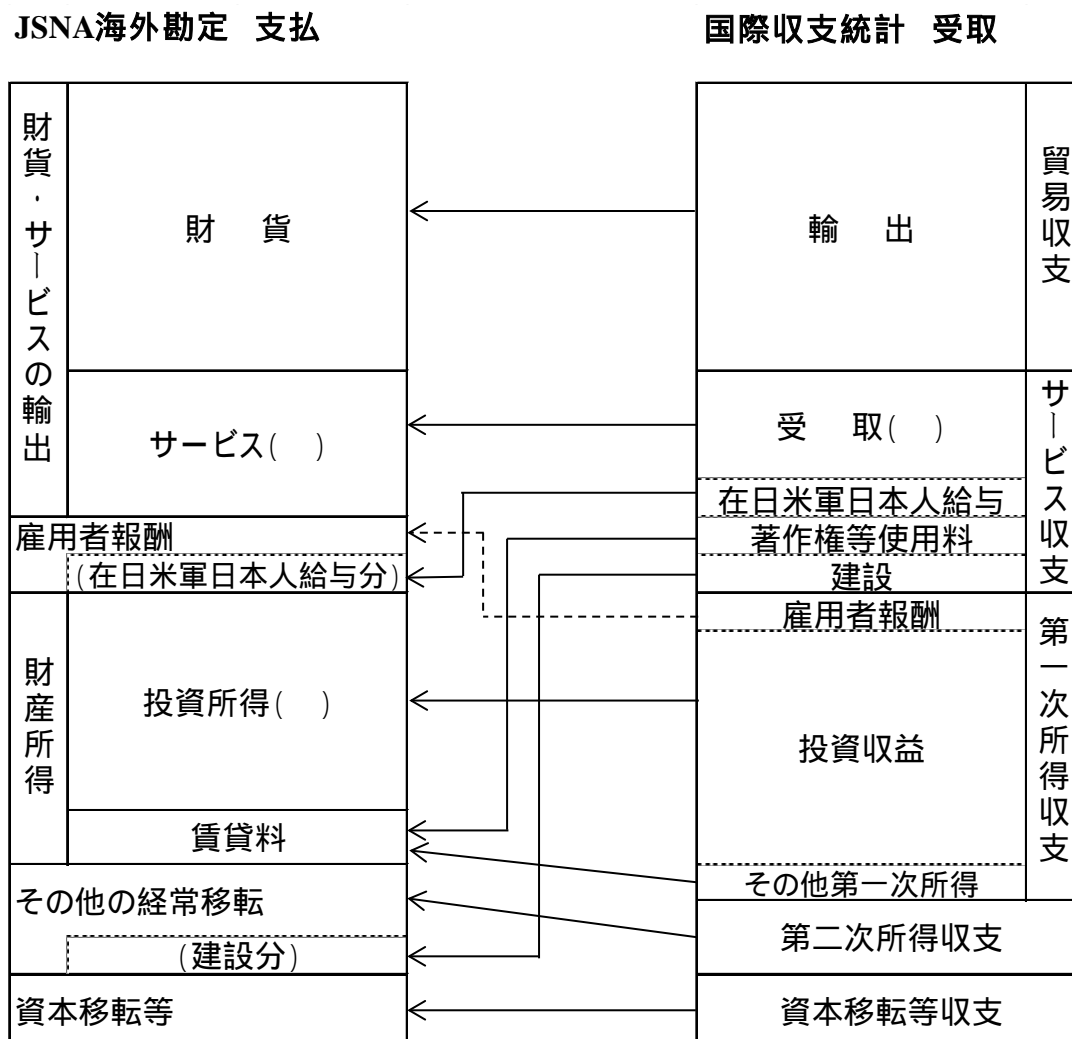 JSNA海外勘定 支払
国際収支統計 受取
財貨・サービスの輸出
財 貨
サービス( )
雇用者報酬
(在日米軍日本人給与分)
財産所得
投資所得( )
賃貸料
その他の経常移転
(建設分)
資本移転等
輸 出
貿易収支
受 取( )
在日米軍日本人給与
著作権等使用料
建設
サービス収支
雇用者報酬
投資収益
その他第一次所得
第一次所得収支
第二次所得収支
資本移転等収支